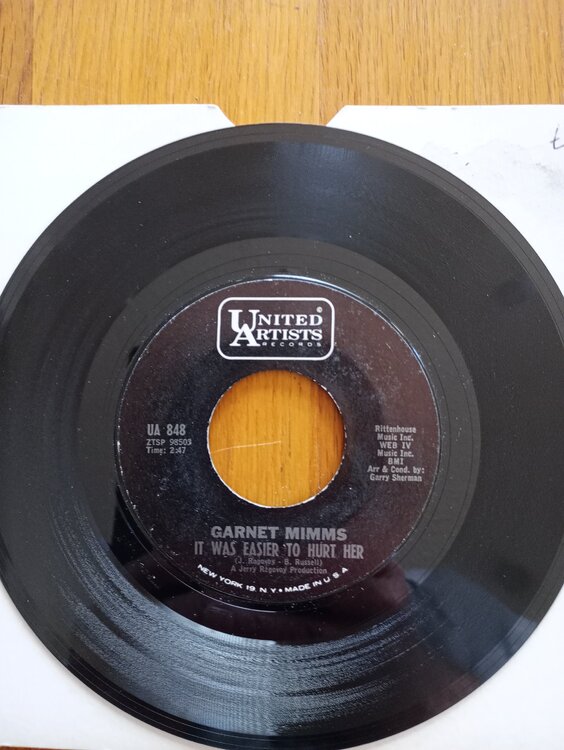 UNITED
ARTISTS
RECORDS
UA 848
ZTSP 98503
Time: 2:47
Rittenhouse
Music Inc.
WEB IV
Music Inc.
BMI
Arr & Cond. by:
Garry Sherman
GARNET MIMMS
IT WAS EASIER TO HURT HER
(J. Ragovoy - B. Russell)
A Jerry Ragovoy Production
NEW YORK 19, N.Y. • MADE IN U S A